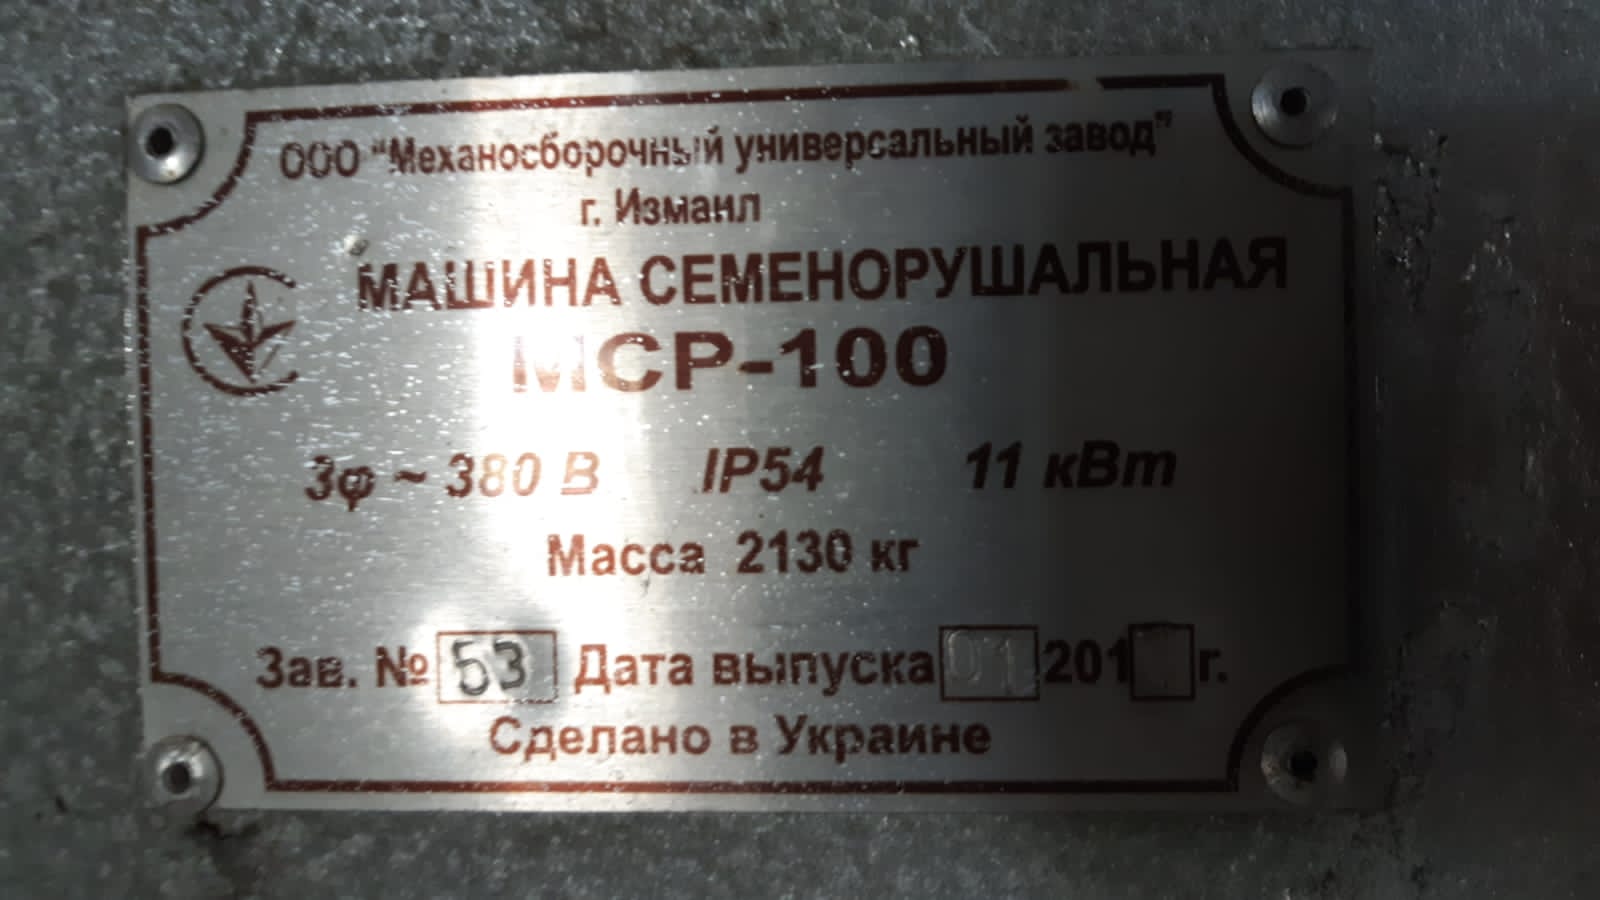 ООО "Механосборочный универсальный завод"
г. Измаил
МАШИНА СЕМЕНОРУШАЛЬНАЯ
МСР-100
3φ ~ 380 В IP54 11 кВт
Масса 2130 кг
Зав. № 53 Дата выпуска 07 201 г.
Сделано в Украине